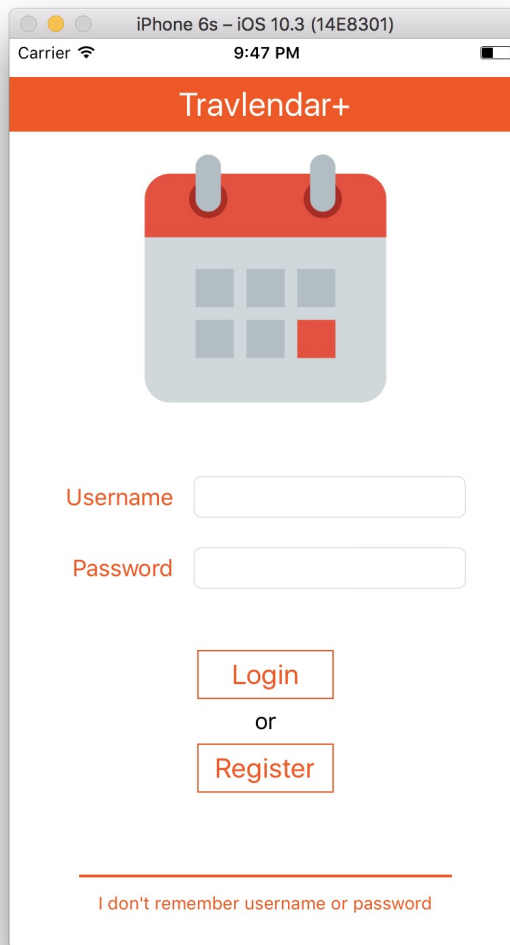 iPhone 6s – iOS 10.3 (14E8301)
Carrier 9:47 PM
Travlendar+
Username
Password
Login
or
Register
I don't remember username or password